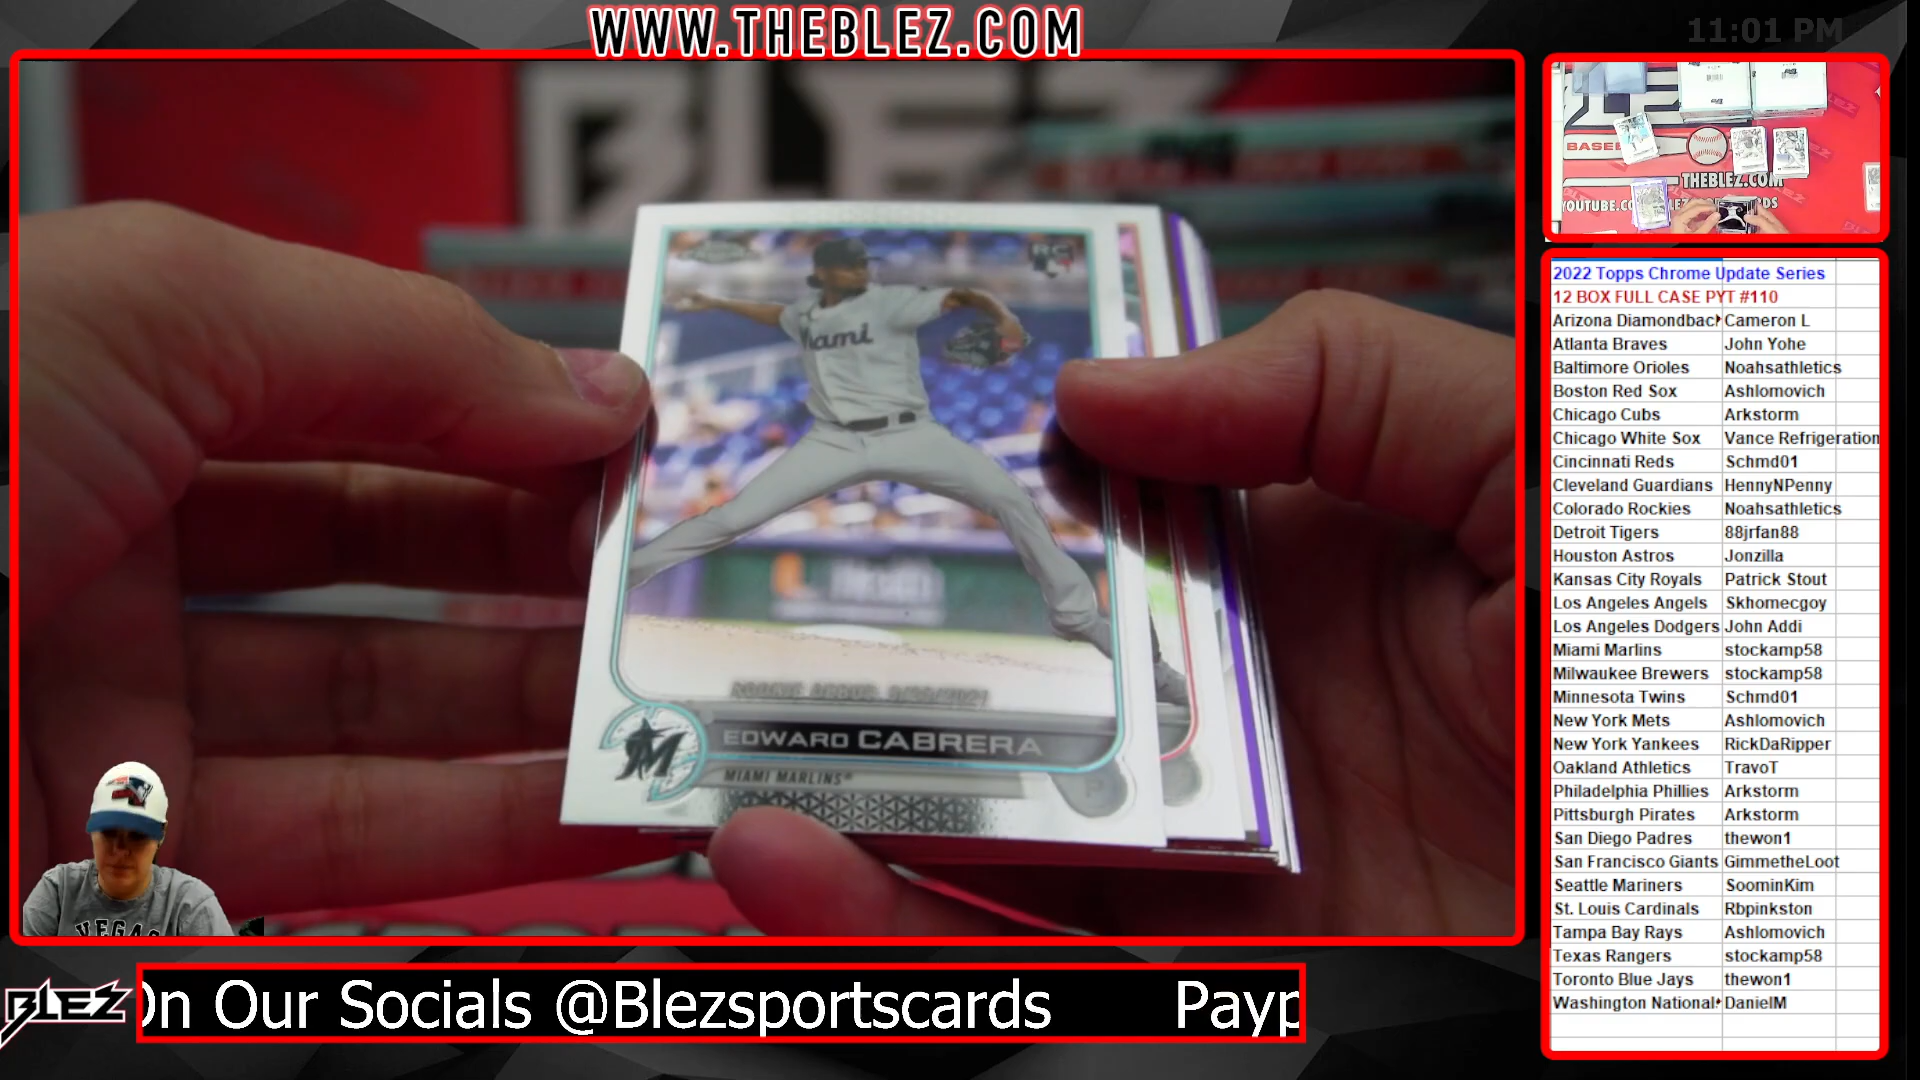 WWW.THEBLEZ.COM
11:01 PM
BLEZ
RC
Miami
EDWARD CABRERA
MIAMI MARLINS
P
VEGAS
THEBLEZ.COM
2022 Topps Chrome Update Series
12 BOX FULL CASE PYT #110
Arizona Diamondbac Cameron L
Atlanta Braves John Yohe
Baltimore Orioles Noahsathletics
Boston Red Sox Ashlomovich
Chicago Cubs Arkstorm
Chicago White Sox Vance Refrigeration
Cincinnati Reds Schmd01
Cleveland Guardians HennyNPenny
Colorado Rockies Noahsathletics
Detroit Tigers 88jrfan88
Houston Astros Jonzilla
Kansas City Royals Patrick Stout
Los Angeles Angels Skhomecgoy
Los Angeles Dodgers John Addi
Miami Marlins stockamp58
Milwaukee Brewers stockamp58
Minnesota Twins Schmd01
New York Mets Ashlomovich
New York Yankees RickDaRipper
Oakland Athletics TravoT
Philadelphia Phillies Arkstorm
Pittsburgh Pirates Arkstorm
San Diego Padres thewon1
San Francisco Giants GimmetheLoot
Seattle Mariners SoominKim
St. Louis Cardinals Rbpinkston
Tampa Bay Rays Ashlomovich
Texas Rangers stockamp58
Toronto Blue Jays thewon1
Washington National DanielM
BLEZ
On Our Socials @Blezsportscards Payp